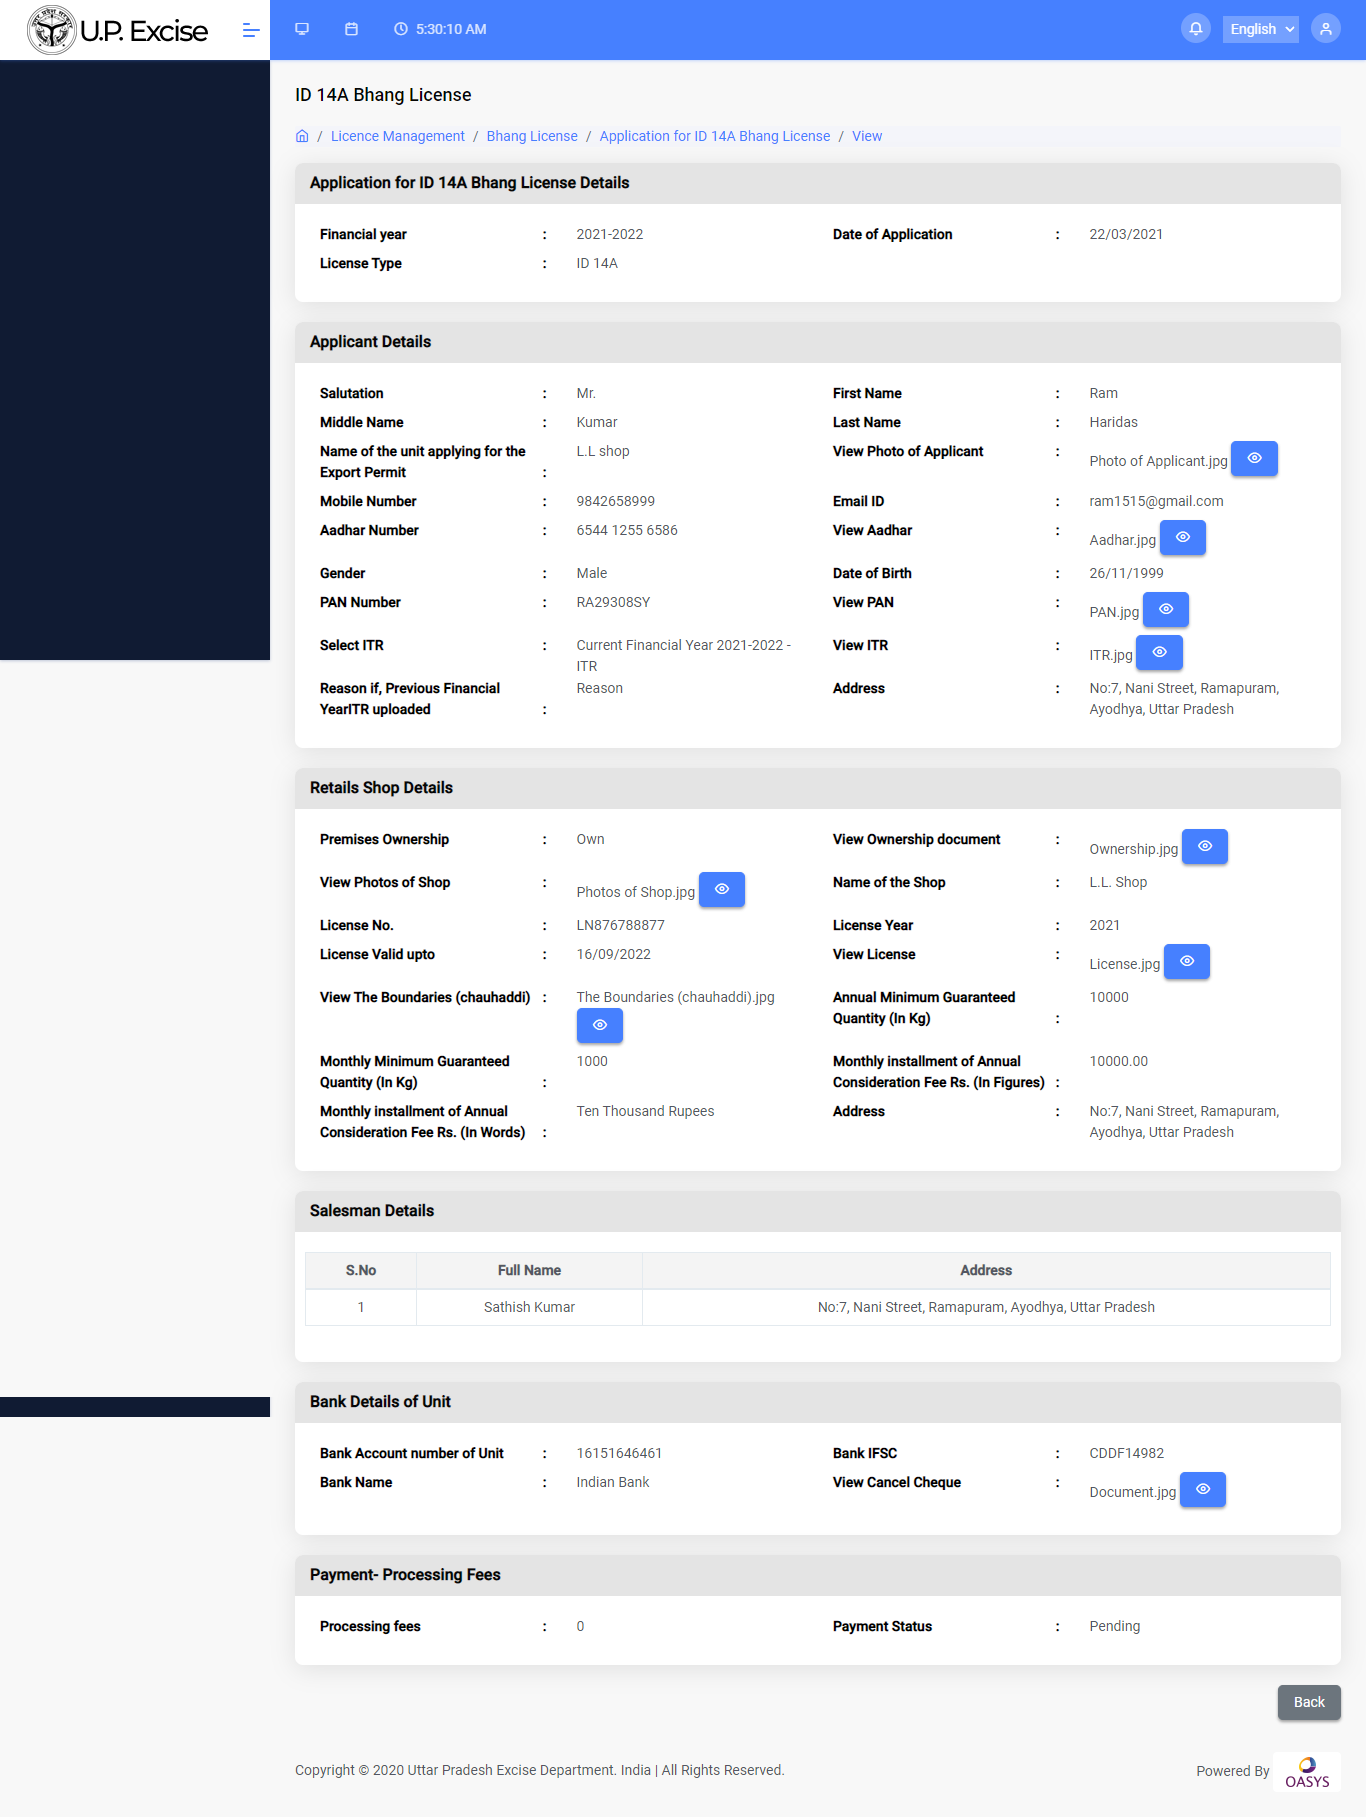 U.P. Excise
5:30:10 AM
English
ID 14A Bhang License
/ Licence Management / Bhang License / Application for ID 14A Bhang License / View
Application for ID 14A Bhang License Details
Financial year : 2021-2022 Date of Application : 22/03/2021
License Type : ID 14A
Applicant Details
Salutation : Mr. First Name : Ram
Middle Name : Kumar Last Name : Haridas
Name of the unit applying for the L.L shop View Photo of Applicant : Photo of Applicant.jpg
Export Permit :
Mobile Number : 9842658999 Email ID : ram1515@gmail.com
Aadhar Number : 6544 1255 6586 View Aadhar : Aadhar.jpg
Gender : Male Date of Birth : 26/11/1999
PAN Number : RA29308SY View PAN : PAN.jpg
Select ITR : Current Financial Year 2021-2022 - View ITR : ITR.jpg
ITR
Reason if, Previous Financial Reason Address : No:7, Nani Street, Ramapuram,
YearITR uploaded : Ayodhya, Uttar Pradesh
Retails Shop Details
Premises Ownership : Own View Ownership document : Ownership.jpg
View Photos of Shop : Photos of Shop.jpg Name of the Shop : L.L. Shop
License No. : LN876788877 License Year : 2021
License Valid upto : 16/09/2022 View License : License.jpg
View The Boundaries (chauhaddi) : The Boundaries (chauhaddi).jpg Annual Minimum Guaranteed 10000
Quantity (In Kg) :
Monthly Minimum Guaranteed 1000 Monthly installment of Annual 10000.00
Quantity (In Kg) : Consideration Fee Rs. (In Figures) :
Monthly installment of Annual Ten Thousand Rupees Address : No:7, Nani Street, Ramapuram,
Consideration Fee Rs. (In Words) : Ayodhya, Uttar Pradesh
Salesman Details
S.No Full Name Address
1 Sathish Kumar No:7, Nani Street, Ramapuram, Ayodhya, Uttar Pradesh
Bank Details of Unit
Bank Account number of Unit : 16151646461 Bank IFSC : CDDF14982
Bank Name : Indian Bank View Cancel Cheque : Document.jpg
Payment- Processing Fees
Processing fees : 0 Payment Status : Pending
Back
Copyright © 2020 Uttar Pradesh Excise Department. India | All Rights Reserved. Powered By OASYS